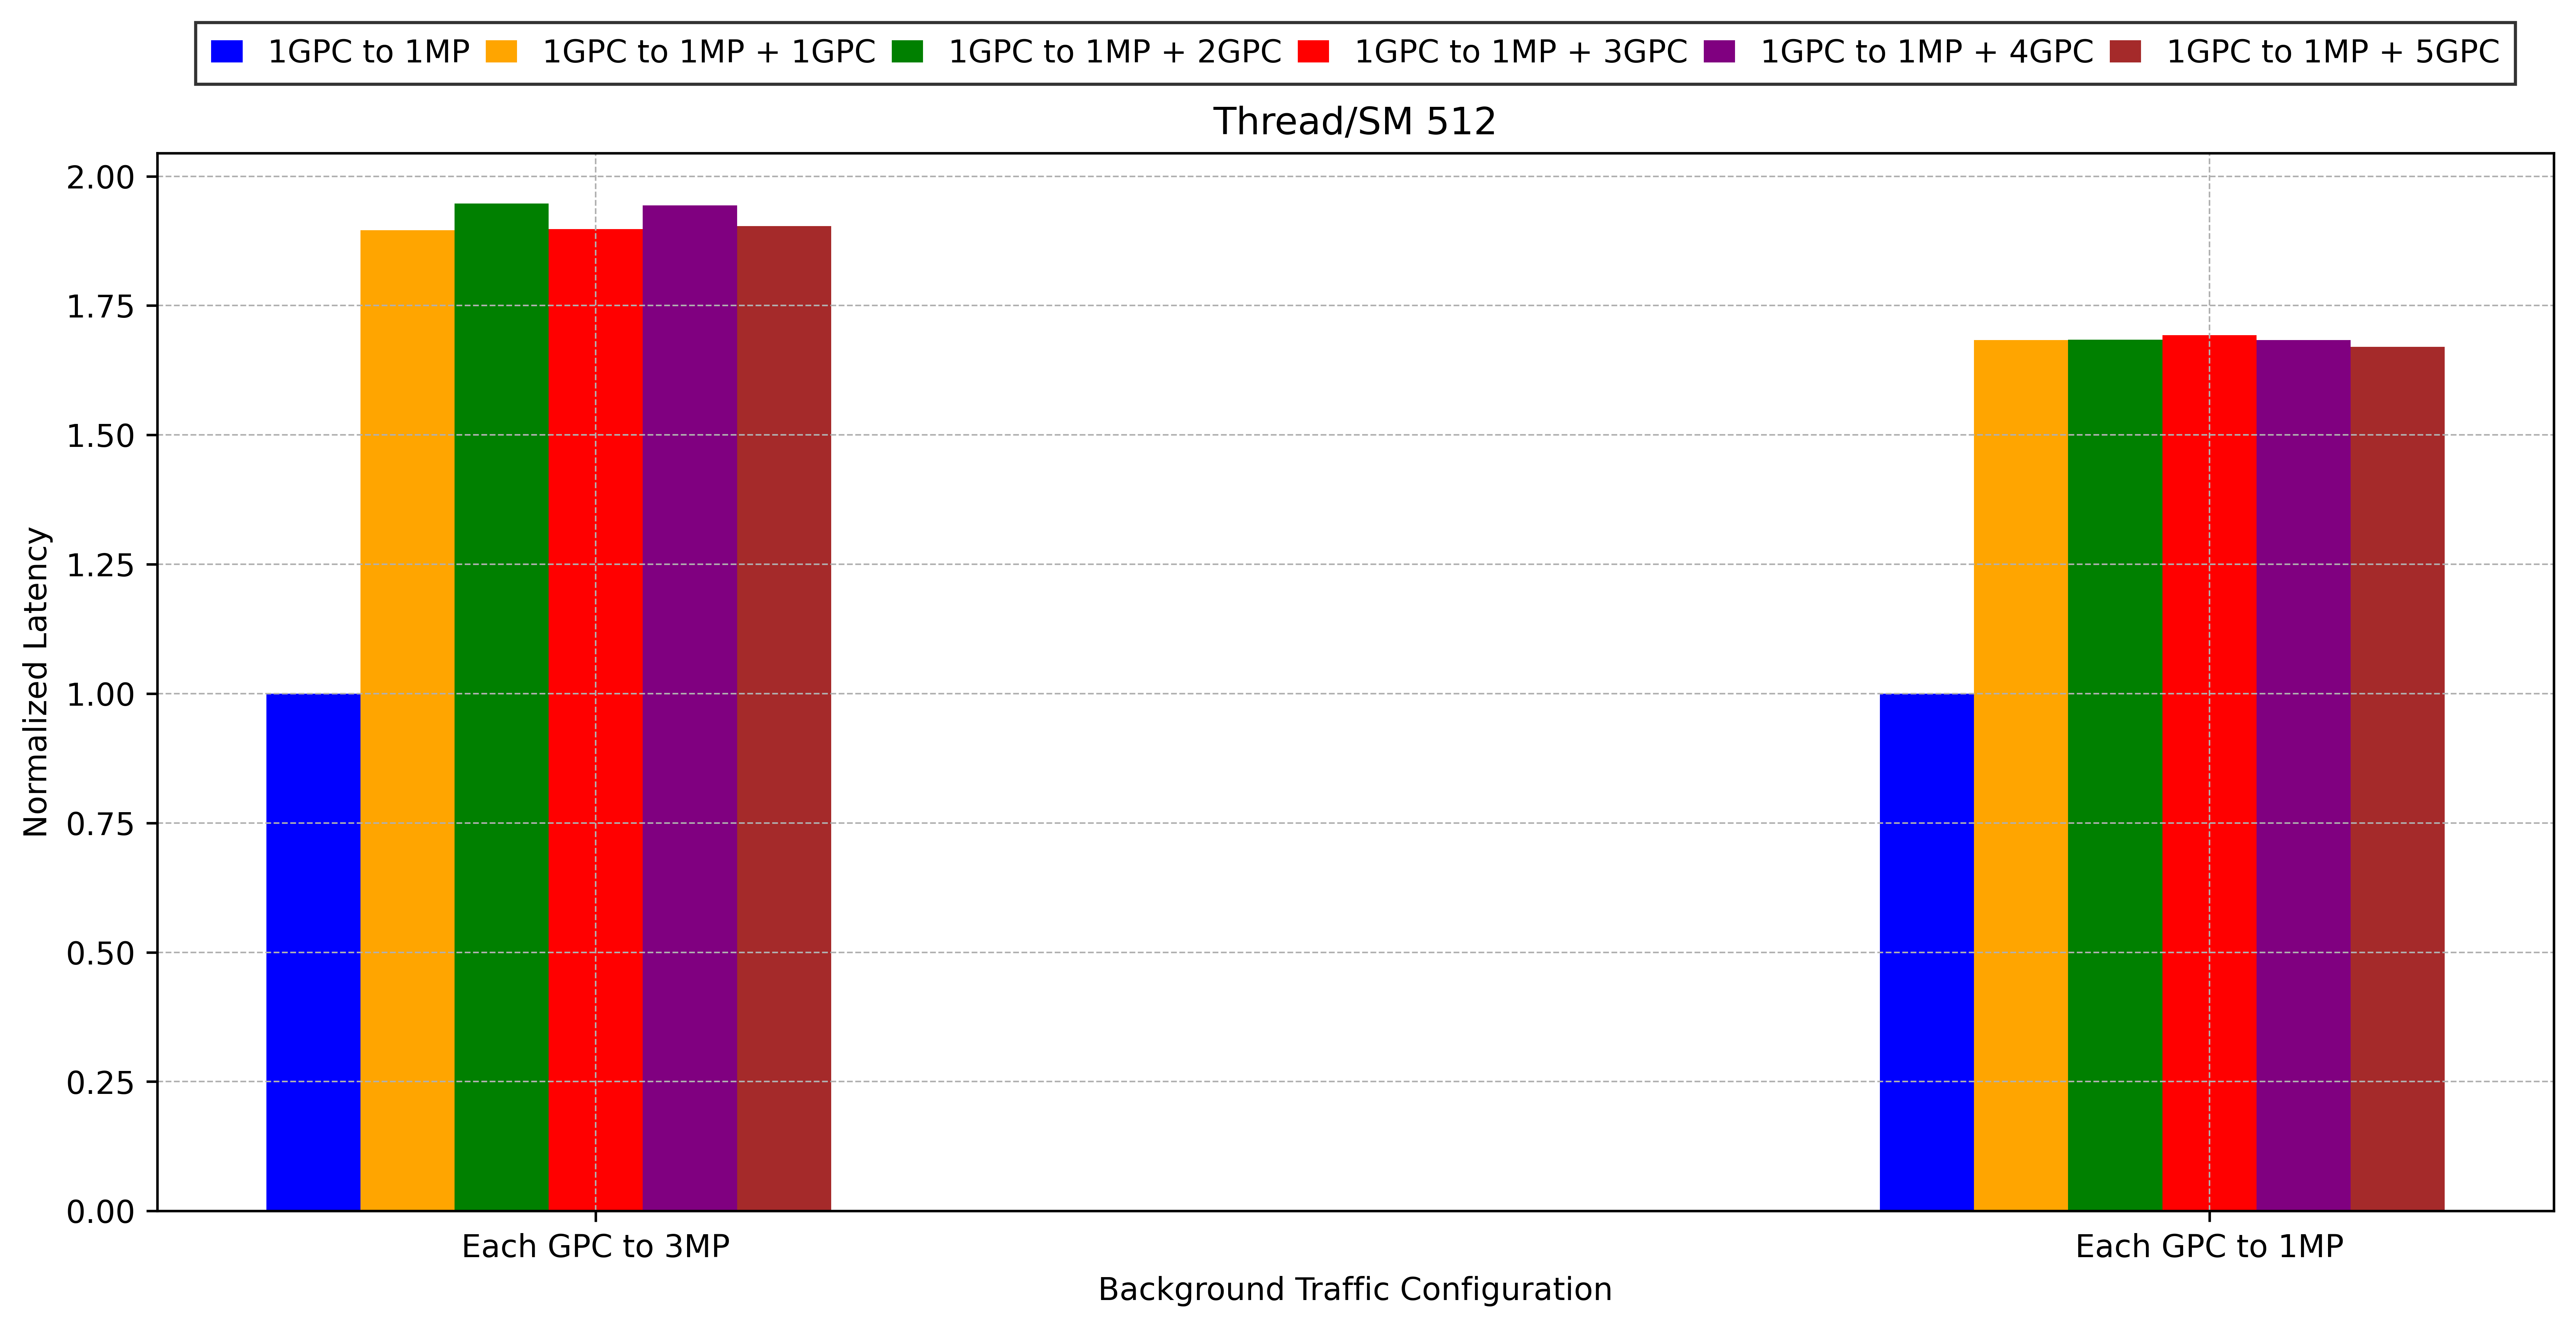 1GPC to 1MP 1GPC to 1MP + 1GPC 1GPC to 1MP + 2GPC 1GPC to 1MP + 3GPC 1GPC to 1MP + 4GPC 1GPC to 1MP + 5GPC
Thread/SM 512
Normalized Latency
2.00
1.75
1.50
1.25
1.00
0.75
0.50
0.25
0.00
Each GPC to 3MP Each GPC to 1MP
Background Traffic Configuration